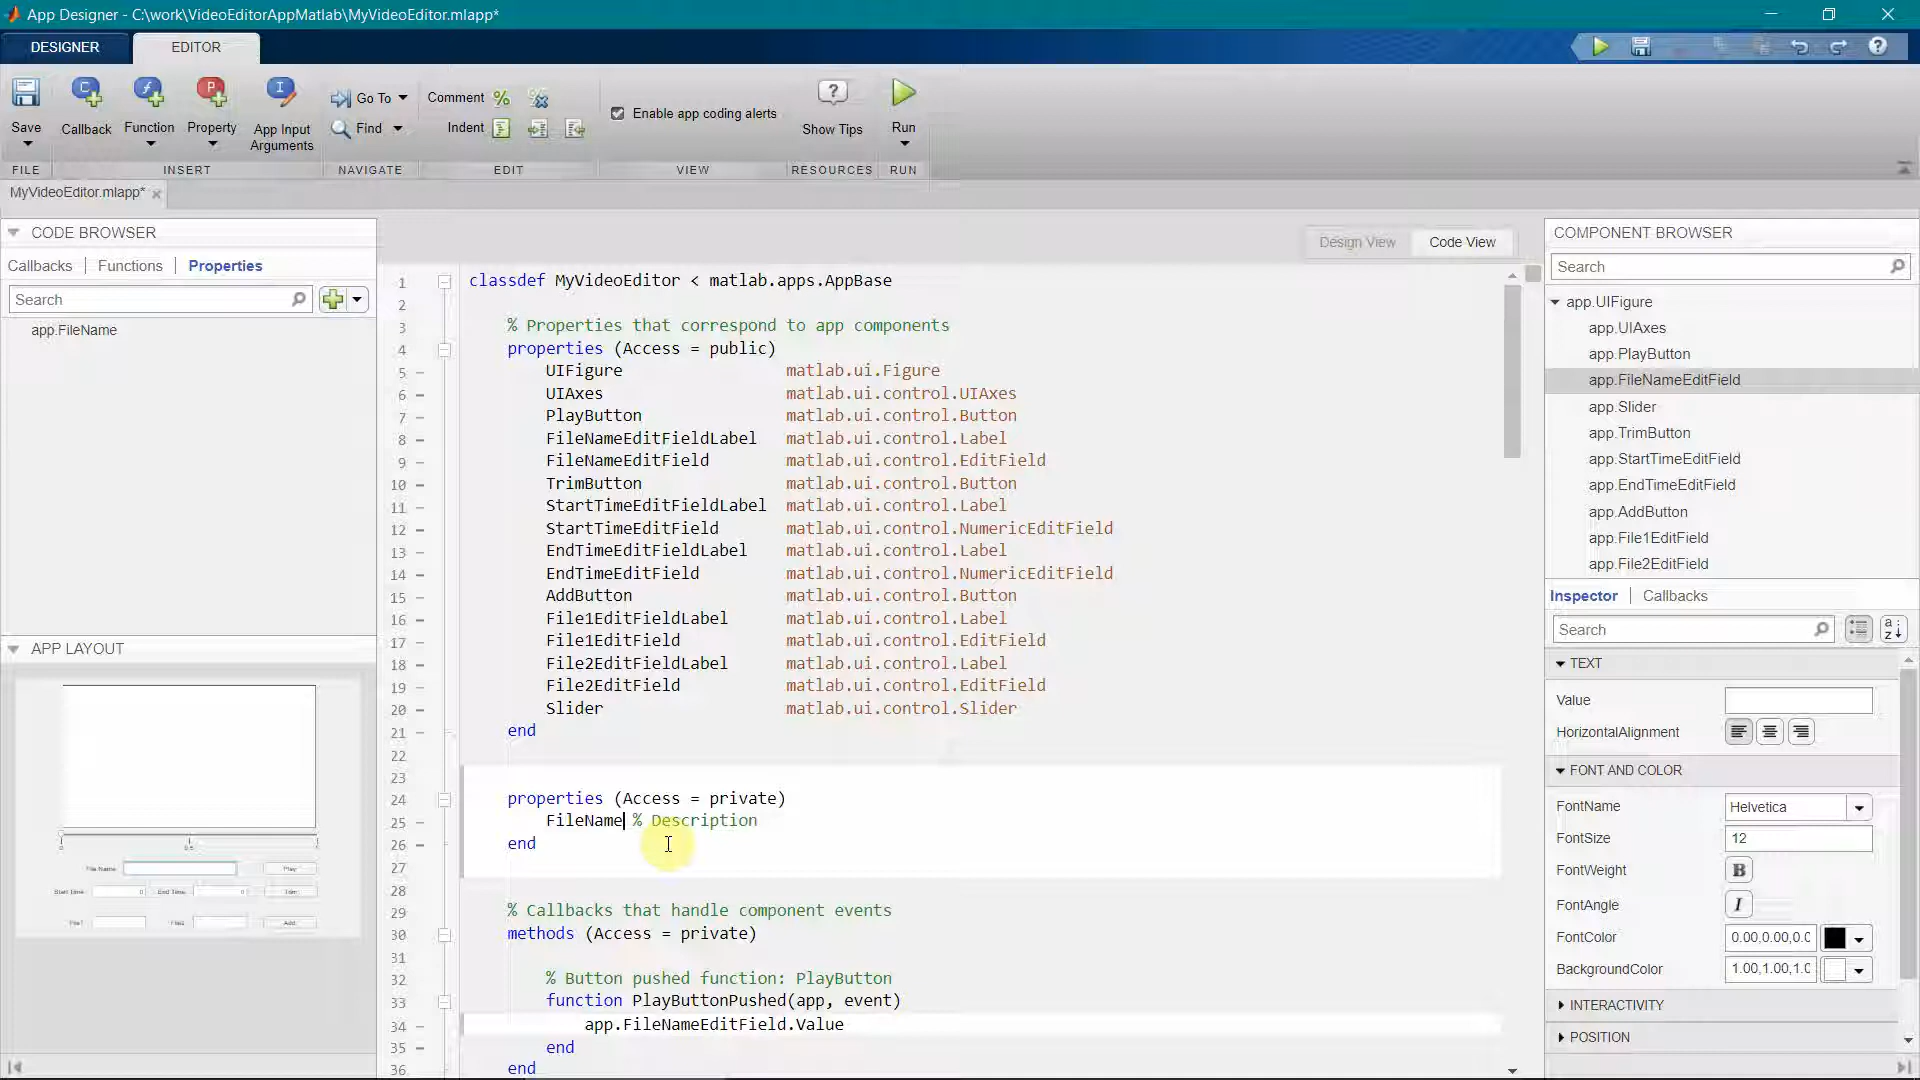 App Designer - C:\work\VideoEditorAppMatlab\MyVideoEditor.mlapp*
DESIGNER
EDITOR
Save
Callback
Function
Property
App Input
Arguments
Go To
Find
Comment
Indent
Enable app coding alerts
Show Tips
Run
FILE
INSERT
NAVIGATE
EDIT
VIEW
RESOURCES
RUN
MyVideoEditor.mlapp*
CODE BROWSER
Callbacks
Functions
Properties
Search
app.FileName
APP LAYOUT
File Name
Play
Start Time
End Time
Trim
File1
File2
Add
Design View
Code View
1 classdef MyVideoEditor < matlab.apps.AppBase
2
3 % Properties that correspond to app components
4 properties (Access = public)
5 UIFigure matlab.ui.Figure
6 UIAxes matlab.ui.control.UIAxes
7 PlayButton matlab.ui.control.Button
8 FileNameEditFieldLabel matlab.ui.control.Label
9 FileNameEditField matlab.ui.control.EditField
10 TrimButton matlab.ui.control.Button
11 StartTimeEditFieldLabel matlab.ui.control.Label
12 StartTimeEditField matlab.ui.control.NumericEditField
13 EndTimeEditFieldLabel matlab.ui.control.Label
14 EndTimeEditField matlab.ui.control.NumericEditField
15 AddButton matlab.ui.control.Button
16 File1EditFieldLabel matlab.ui.control.Label
17 File1EditField matlab.ui.control.EditField
18 File2EditFieldLabel matlab.ui.control.Label
19 File2EditField matlab.ui.control.EditField
20 Slider matlab.ui.control.Slider
21 end
22
23
24 properties (Access = private)
25 FileName % Description
26 end
27
28
29 % Callbacks that handle component events
30 methods (Access = private)
31
32 % Button pushed function: PlayButton
33 function PlayButtonPushed(app, event)
34 app.FileNameEditField.Value
35 end
36 end
COMPONENT BROWSER
Search
app.UIFigure
app.UIAxes
app.PlayButton
app.FileNameEditField
app.Slider
app.TrimButton
app.StartTimeEditField
app.EndTimeEditField
app.AddButton
app.File1EditField
app.File2EditField
Inspector
Callbacks
Search
TEXT
Value
HorizontalAlignment
FONT AND COLOR
FontName Helvetica
FontSize 12
FontWeight B
FontAngle I
FontColor 0.00,0.00,0.0
BackgroundColor 1.00,1.00,1.0
INTERACTIVITY
POSITION